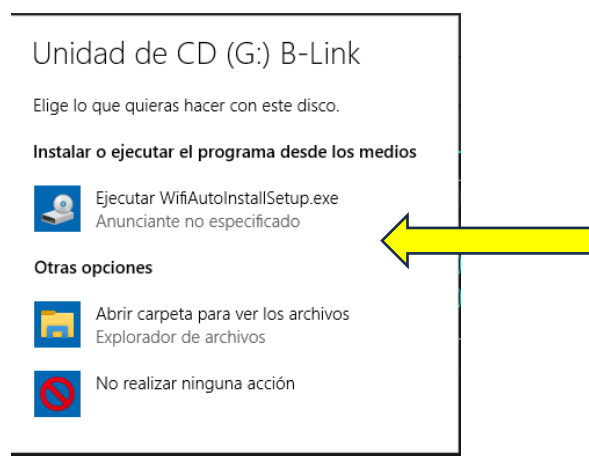 Unidad de CD (G:) B-Link
Elige lo que quieras hacer con este disco.
Instalar o ejecutar el programa desde los medios
Ejecutar WifiAutoInstallSetup.exe
Anunciante no especificado
Otras opciones
Abrir carpeta para ver los archivos
Explorador de archivos
No realizar ninguna acción